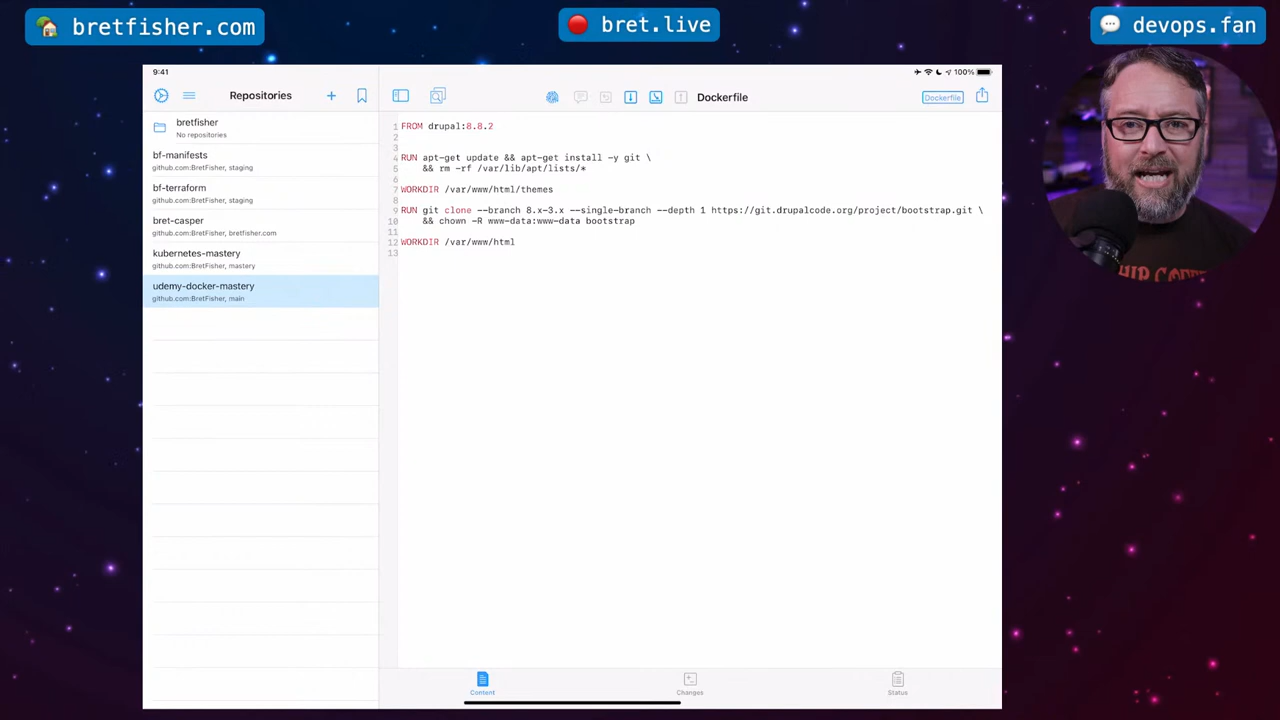 bretfisher.com
bret.live
devops.fan
9:41
100%
Repositories
Dockerfile
Dockerfile
bretfisher
No repositories
bf-manifests
github.com:BretFisher, staging
bf-terraform
github.com:BretFisher, staging
bret-casper
github.com:BretFisher, bretfisher.com
kubernetes-mastery
github.com:BretFisher, mastery
udemy-docker-mastery
github.com:BretFisher, main
1 FROM drupal:8.8.2
2
3
4 RUN apt-get update && apt-get install -y git \
5 && rm -rf /var/lib/apt/lists/*
6
7 WORKDIR /var/www/html/themes
8
9 RUN git clone --branch 8.x-3.x --single-branch --depth 1 https://git.drupalcode.org/project/bootstrap.git \
10 && chown -R www-data:www-data bootstrap
11
12 WORKDIR /var/www/html
13
Content
Changes
Status